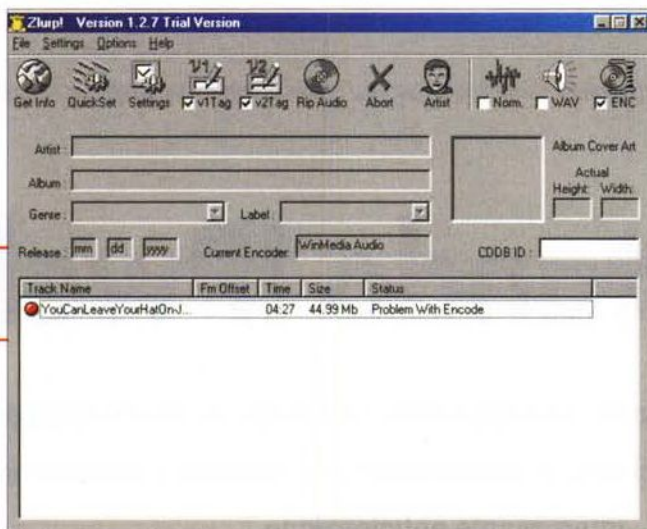 Zlurp! Version 1.2.7 Trial Version
File Settings Options Help
V1 V2
Get Info QuickSet Settings v1Tag v2Tag Rip Audio Abort Artist Norm. WAV ENC
Artist :
Album Cover Art
Album :
Actual
Height: Width:
Genre : Label :
Release : mm dd yyyy Current Encoder: WinMedia Audio CDDB ID :
Track Name Fm Offset Time Size Status
YouCanLeaveYourHatOn-J... 04:27 44.99 Mb Problem With Encode